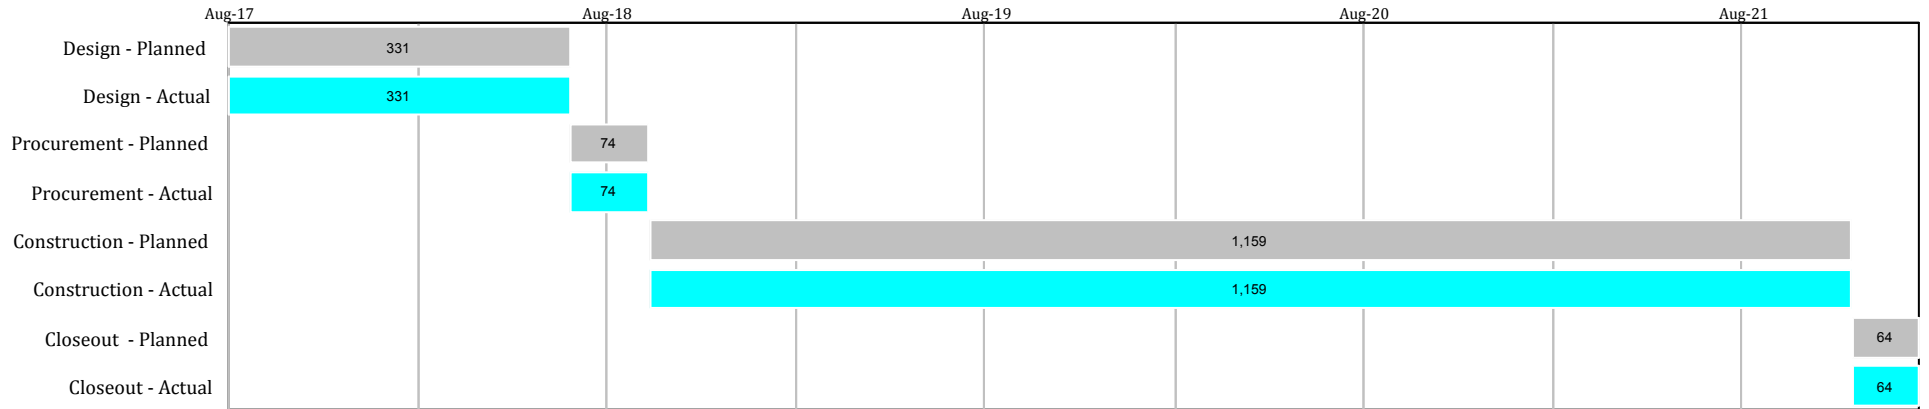 Aug-17 Aug-18 Aug-19 Aug-20 Aug-21
Design - Planned 331
Design - Actual 331
Procurement - Planned 74
Procurement - Actual 74
Construction - Planned 1,159
Construction - Actual 1,159
Closeout - Planned 64
Closeout - Actual 64